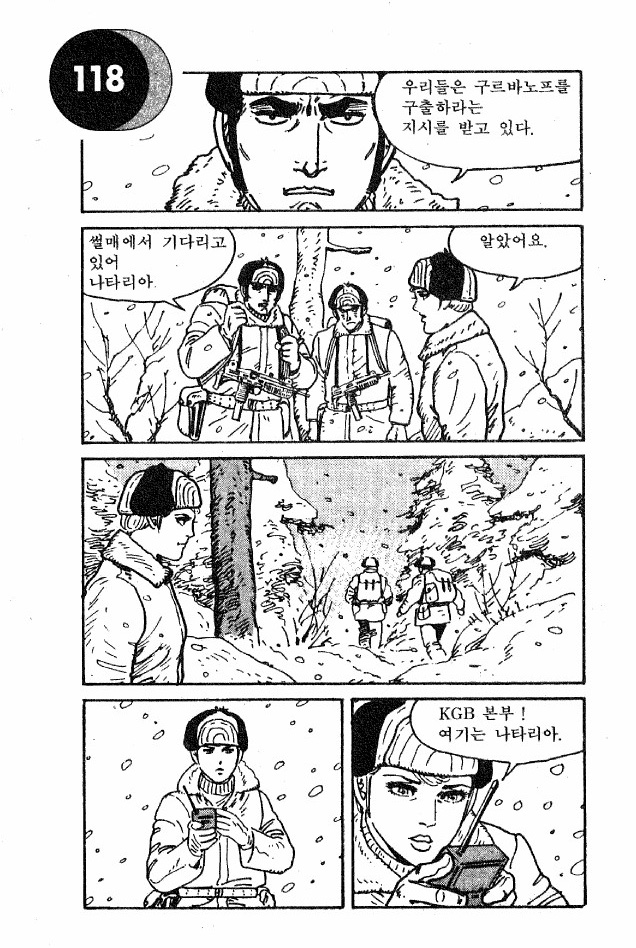 118
우리들은 구르바노프를
구출하라는
지시를 받고 있다.
썰매에서 기다리고
있어
나타리아.
알았어요.
KGB 본부!
여기는 나타리아.